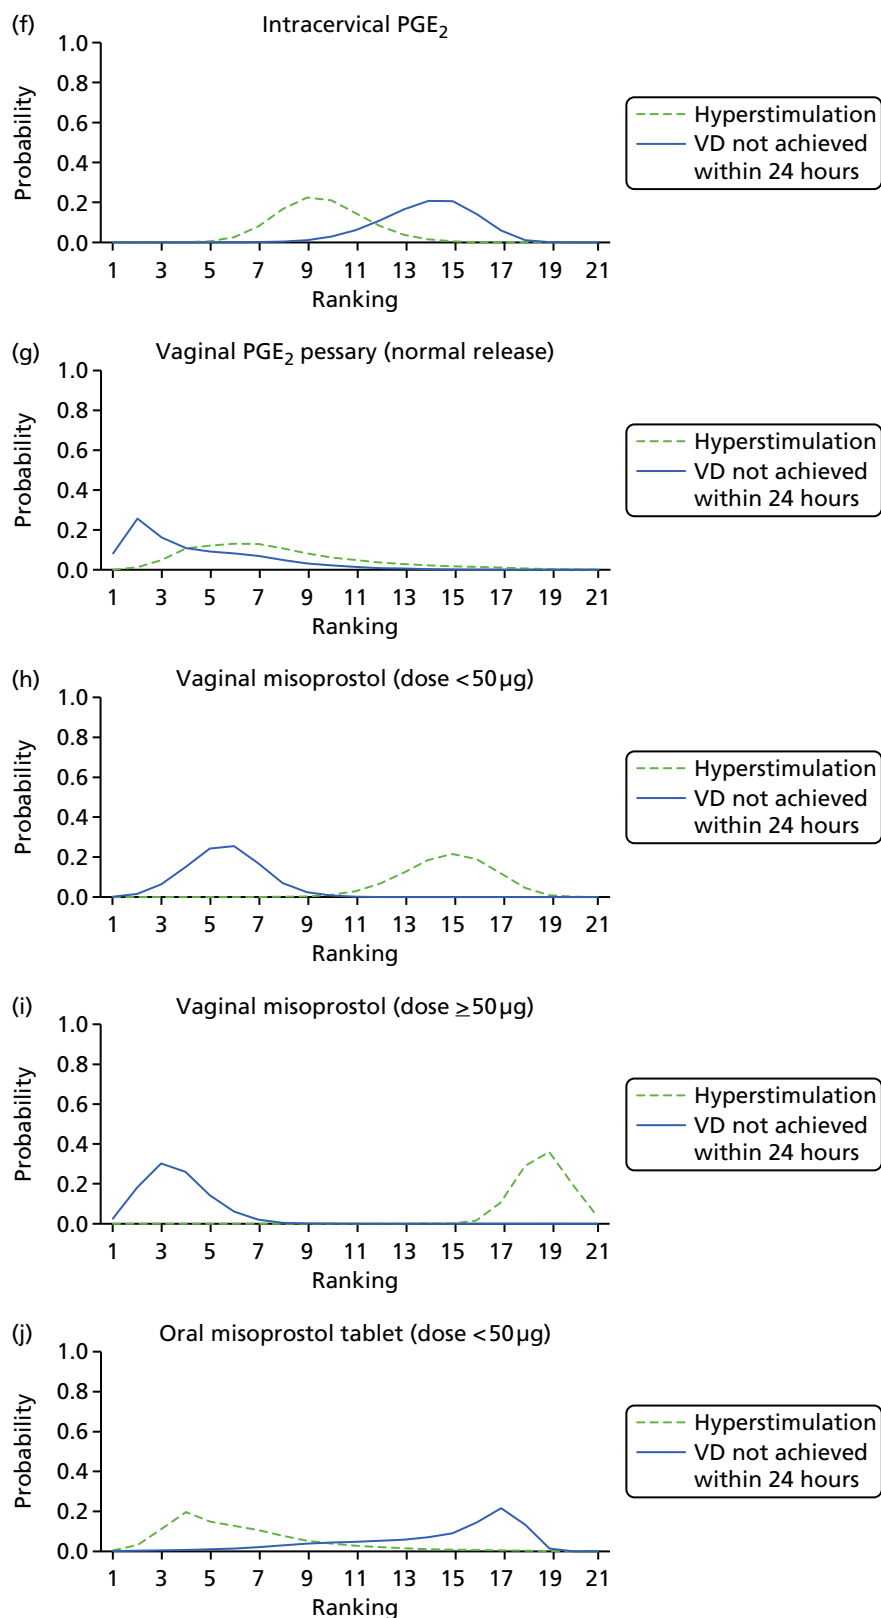 (f) Intracervical PGE₂
1.0
0.8
0.6
0.4
0.2
0.0
Probability
1 3 5 7 9 11 13 15 17 19 21
Ranking
Hyperstimulation
VD not achieved
within 24 hours
(g) Vaginal PGE₂ pessary (normal release)
1.0
0.8
0.6
0.4
0.2
0.0
Probability
1 3 5 7 9 11 13 15 17 19 21
Ranking
Hyperstimulation
VD not achieved
within 24 hours
(h) Vaginal misoprostol (dose <50µg)
1.0
0.8
0.6
0.4
0.2
0.0
Probability
1 3 5 7 9 11 13 15 17 19 21
Ranking
Hyperstimulation
VD not achieved
within 24 hours
(i) Vaginal misoprostol (dose ≥50µg)
1.0
0.8
0.6
0.4
0.2
0.0
Probability
1 3 5 7 9 11 13 15 17 19 21
Ranking
Hyperstimulation
VD not achieved
within 24 hours
(j) Oral misoprostol tablet (dose <50µg)
1.0
0.8
0.6
0.4
0.2
0.0
Probability
1 3 5 7 9 11 13 15 17 19 21
Ranking
Hyperstimulation
VD not achieved
within 24 hours